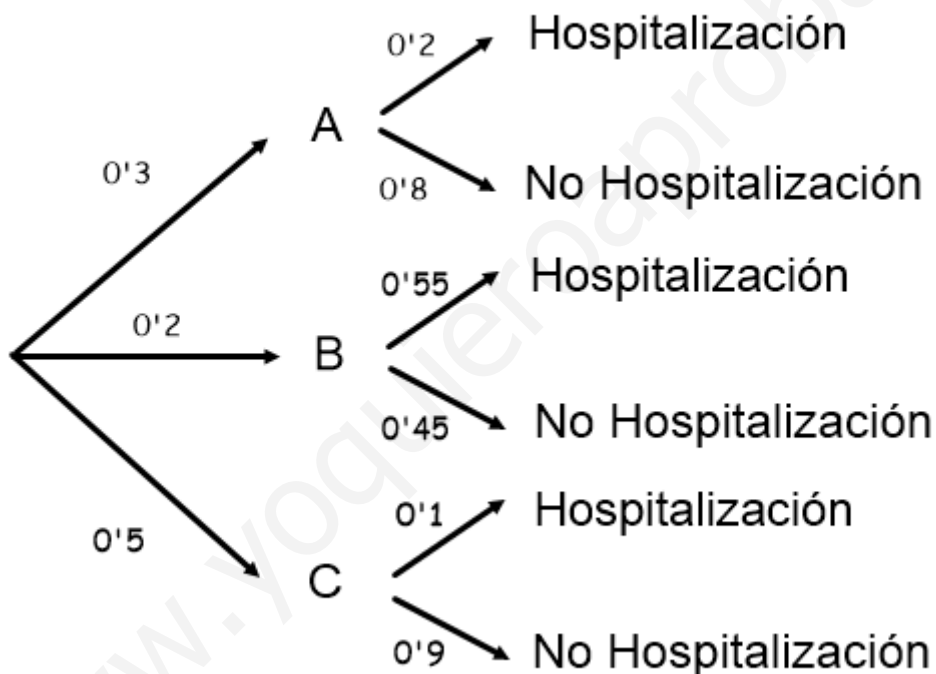 0'2 Hospitalización
A
0'3
0'8 No Hospitalización
0'55 Hospitalización
0'2
B
0'45 No Hospitalización
0'1 Hospitalización
0'5
C
0'9 No Hospitalización